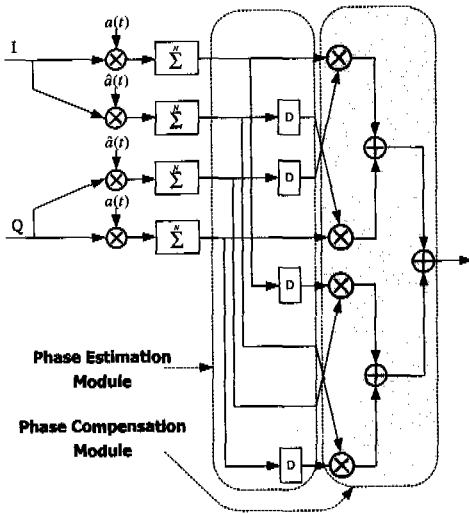 a(t)
I
N
Σ
â(t)
N
Σ
â(t)
D
N
Σ
D
a(t)
Q
N
Σ
D
Phase Estimation
Module
Phase Compensation
Module
D